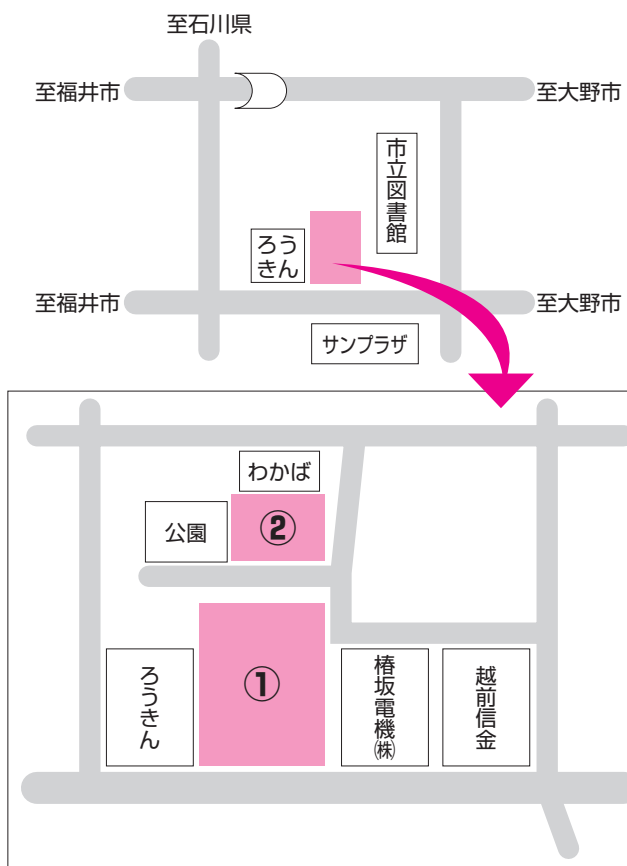 至石川県
至福井市
至大野市
市立図書館
ろう
きん
至福井市
至大野市
サンプラザ
わかば
公園
②
①
ろうきん
椿坂電機㈱
越前信金